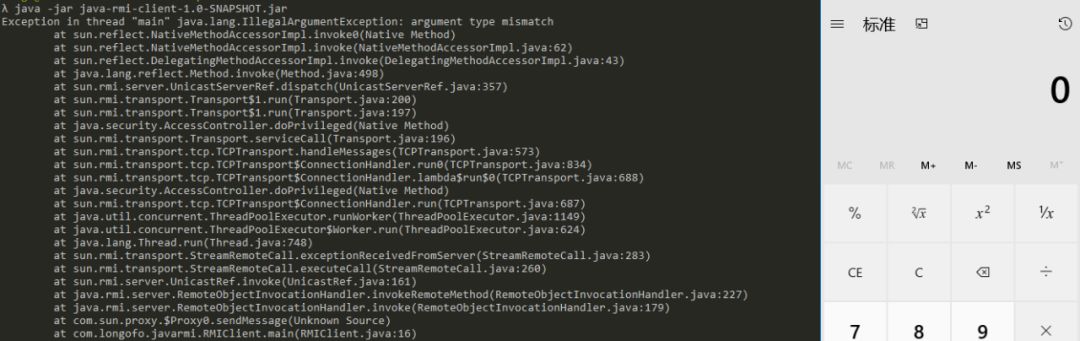 λ java -jar java-rmi-client-1.0-SNAPSHOT.jar
Exception in thread "main" java.lang.IllegalArgumentException: argument type mismatch
at sun.reflect.NativeMethodAccessorImpl.invoke0(Native Method)
at sun.reflect.NativeMethodAccessorImpl.invoke(NativeMethodAccessorImpl.java:62)
at sun.reflect.DelegatingMethodAccessorImpl.invoke(DelegatingMethodAccessorImpl.java:43)
at java.lang.reflect.Method.invoke(Method.java:498)
at sun.rmi.server.UnicastServerRef.dispatch(UnicastServerRef.java:357)
at sun.rmi.transport.Transport$1.run(Transport.java:200)
at sun.rmi.transport.Transport$1.run(Transport.java:197)
at java.security.AccessController.doPrivileged(Native Method)
at sun.rmi.transport.Transport.serviceCall(Transport.java:196)
at sun.rmi.transport.tcp.TCPTransport.handleMessages(TCPTransport.java:573)
at sun.rmi.transport.tcp.TCPTransport$ConnectionHandler.run0(TCPTransport.java:834)
at sun.rmi.transport.tcp.TCPTransport$ConnectionHandler.lambda$run$0(TCPTransport.java:688)
at java.security.AccessController.doPrivileged(Native Method)
at sun.rmi.transport.tcp.TCPTransport$ConnectionHandler.run(TCPTransport.java:687)
at java.util.concurrent.ThreadPoolExecutor.runWorker(ThreadPoolExecutor.java:1149)
at java.util.concurrent.ThreadPoolExecutor$Worker.run(ThreadPoolExecutor.java:624)
at java.lang.Thread.run(Thread.java:748)
at sun.rmi.transport.StreamRemoteCall.exceptionReceivedFromServer(StreamRemoteCall.java:283)
at sun.rmi.transport.StreamRemoteCall.executeCall(StreamRemoteCall.java:260)
at sun.rmi.server.UnicastRef.invoke(UnicastRef.java:161)
at java.rmi.server.RemoteObjectInvocationHandler.invokeRemoteMethod(RemoteObjectInvocationHandler.java:227)
at java.rmi.server.RemoteObjectInvocationHandler.invoke(RemoteObjectInvocationHandler.java:179)
at com.sun.proxy.$Proxy0.sendMessage(Unknown Source)
at com.longofo.javarmi.RMIClient.main(RMIClient.java:16)
标准
0
MC MR M+ M- MS M˅
% ²√x x² ¹/x
CE C ⌫ ÷
7 8 9 ×